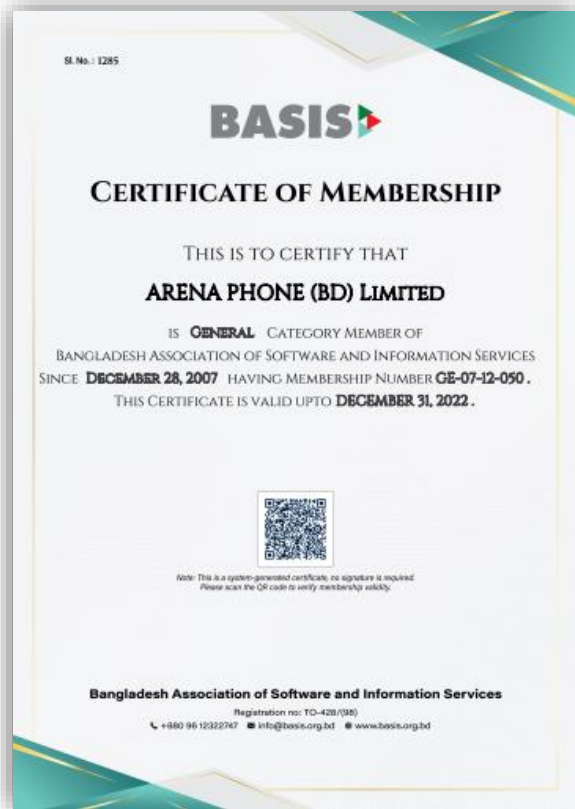 Sl. No. : 1285
BASIS
CERTIFICATE OF MEMBERSHIP
THIS IS TO CERTIFY THAT
ARENA PHONE (BD) LIMITED
IS GENERAL CATEGORY MEMBER OF
BANGLADESH ASSOCIATION OF SOFTWARE AND INFORMATION SERVICES
SINCE DECEMBER 28, 2007 HAVING MEMBERSHIP NUMBER GE-07-12-050 .
THIS CERTIFICATE IS VALID UPTO DECEMBER 31, 2022 .
Note: This is a system-generated certificate, no signature is required.
Please scan the QR code to verify membership validity.
Bangladesh Association of Software and Information Services
Registration no: TO-428/(98)
+880 96 12322747 info@basis.org.bd www.basis.org.bd